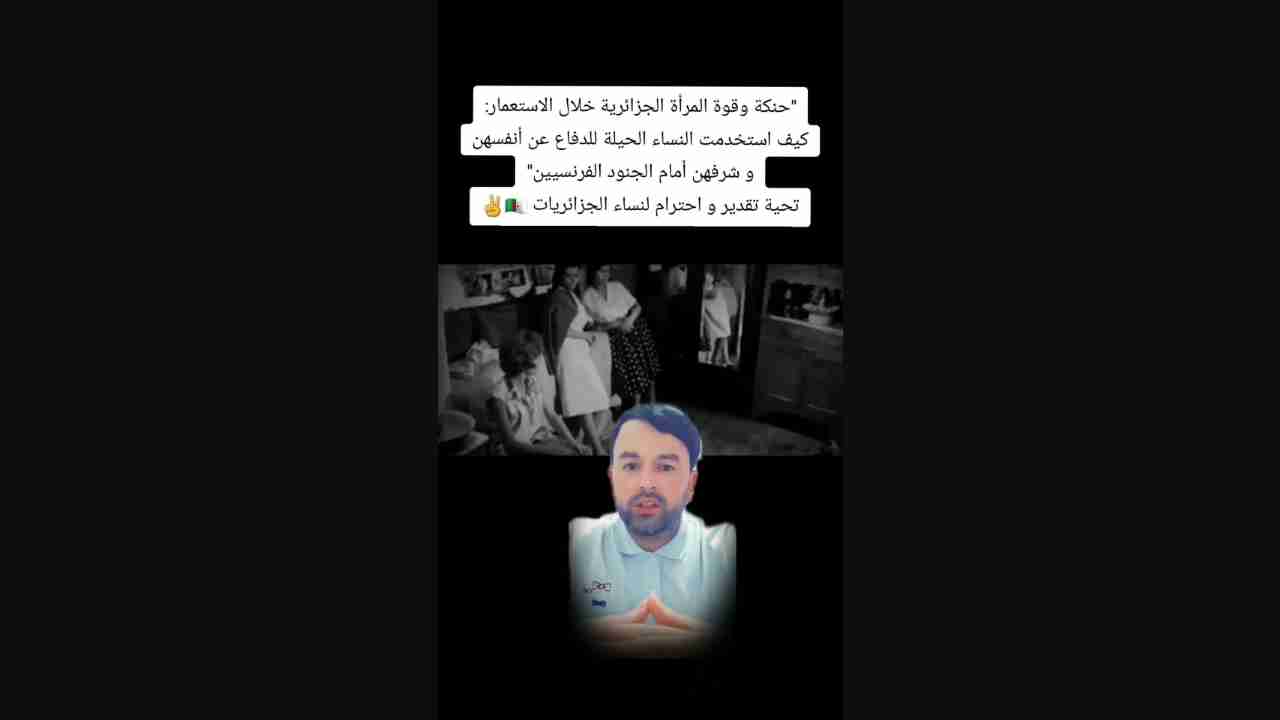 "حنكة وقوة المرأة الجزائرية خلال الاستعمار:
كيف استخدمت النساء الحيلة للدفاع عن أنفسهن
و شرفهن أمام الجنود الفرنسيين"
تحية تقدير و احترام لنساء الجزائريات 🇩🇿✌️